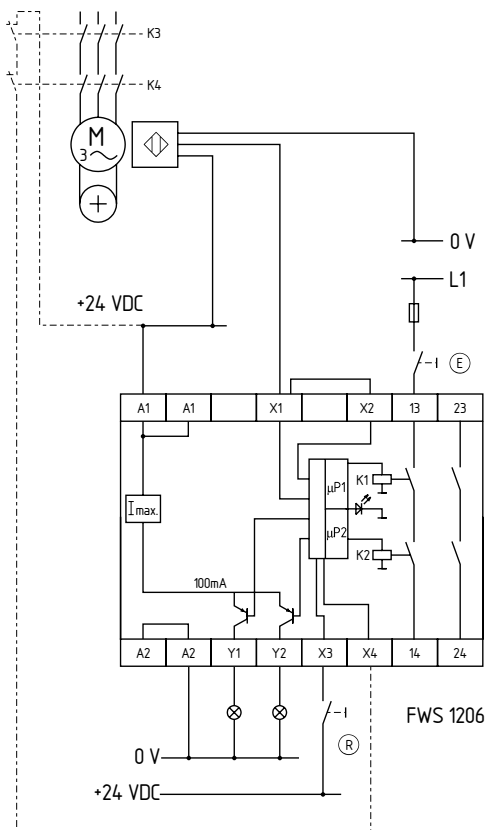 K3
K4
M
3
0 V
L1
+24 VDC
E
A1 A1 X1 X2 13 23
µP1
K1
Imax.
µP2
K2
100mA
A2 A2 Y1 Y2 X3 X4 14 24
FWS 1206
R
0 V
+24 VDC